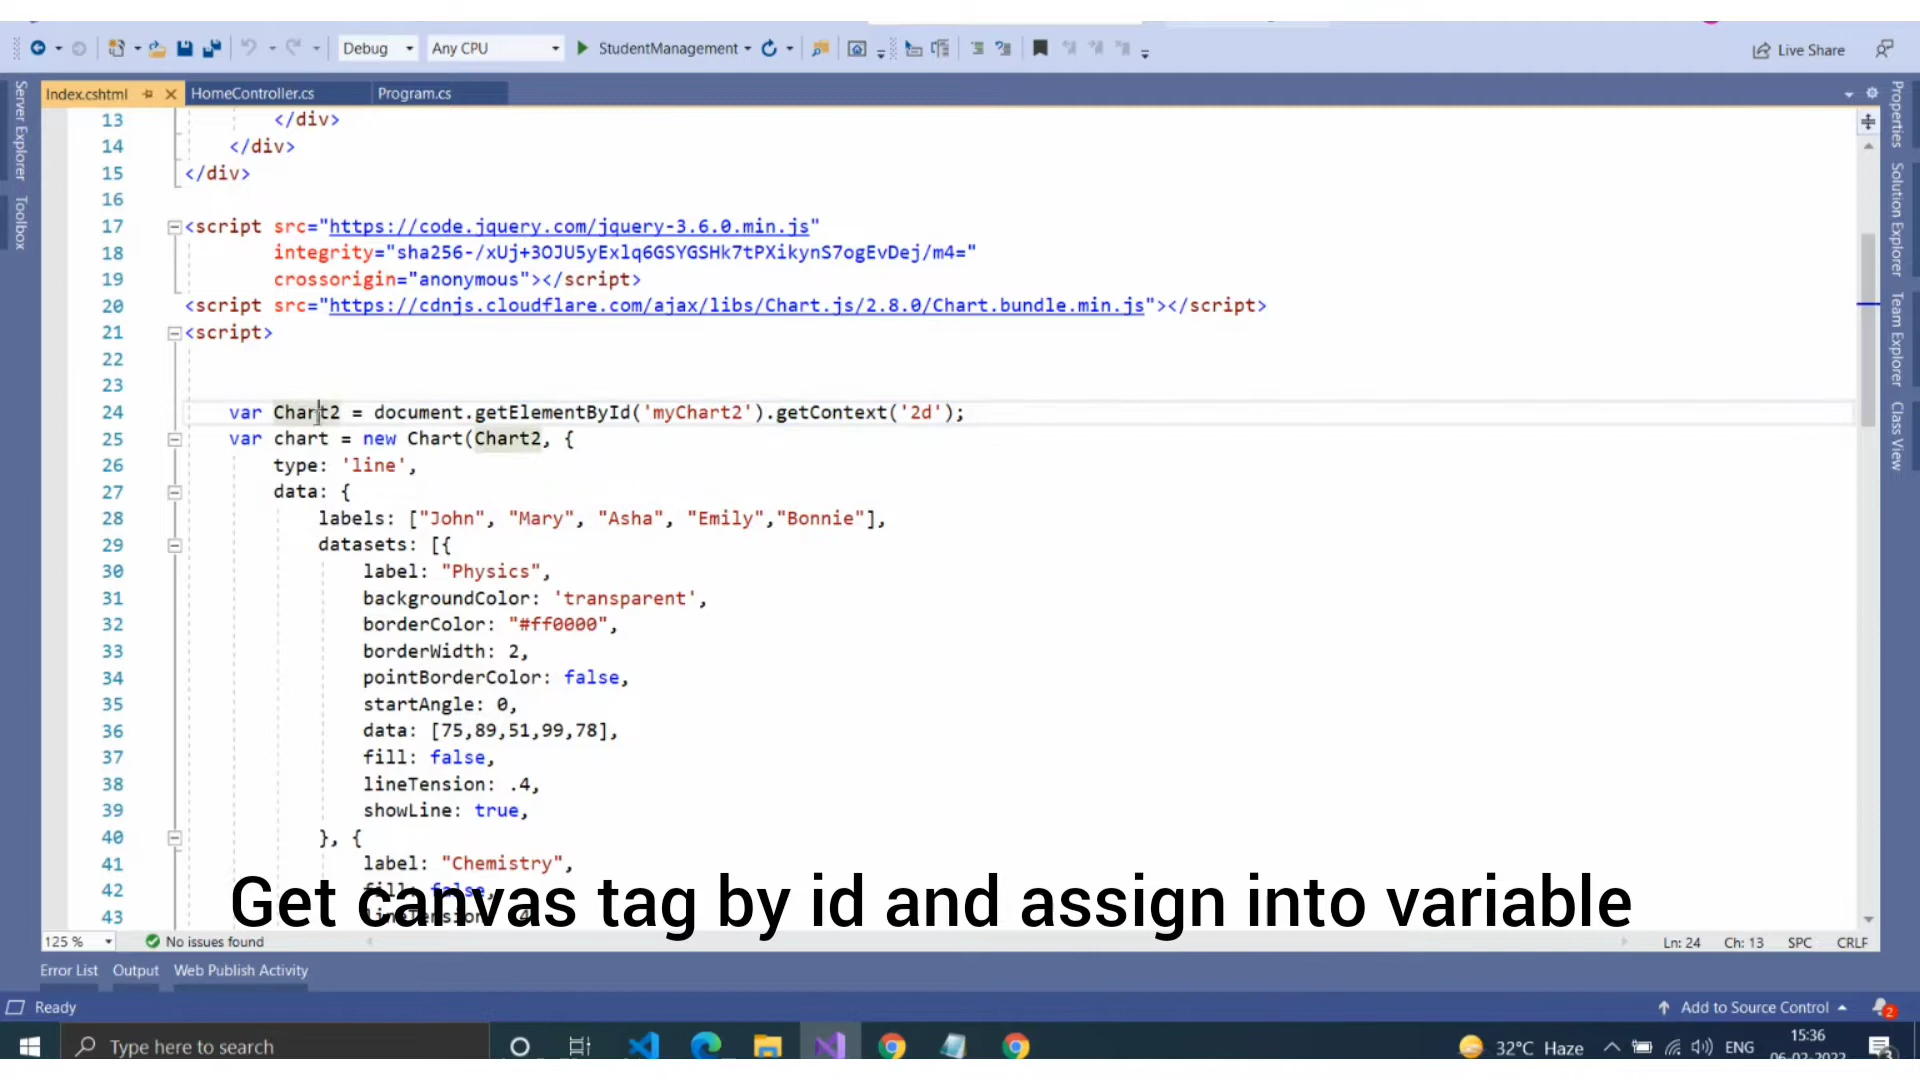 Debug
Any CPU
StudentManagement
Live Share
Index.cshtml
HomeController.cs
Program.cs
Server Explorer
Toolbox
Properties
Solution Explorer
Team Explorer
Class View
13 </div>
14 </div>
15 </div>
16
17 <script src="https://code.jquery.com/jquery-3.6.0.min.js"
18 integrity="sha256-/xUj+3OJU5yExlq6GSYGSHk7tPXikynS7ogEvDej/m4="
19 crossorigin="anonymous"></script>
20 <script src="https://cdnjs.cloudflare.com/ajax/libs/Chart.js/2.8.0/Chart.bundle.min.js"></script>
21 <script>
22
23
24 var Chart2 = document.getElementById('myChart2').getContext('2d');
25 var chart = new Chart(Chart2, {
26 type: 'line',
27 data: {
28 labels: ["John", "Mary", "Asha", "Emily","Bonnie"],
29 datasets: [{
30 label: "Physics",
31 backgroundColor: 'transparent',
32 borderColor: "#ff0000",
33 borderWidth: 2,
34 pointBorderColor: false,
35 startAngle: 0,
36 data: [75,89,51,99,78],
37 fill: false,
38 lineTension: .4,
39 showLine: true,
40 }, {
41 label: "Chemistry",
42 fill: false,
43
Get canvas tag by id and assign into variable
125 %
No issues found
Ln: 24 Ch: 13 SPC CRLF
Error List Output Web Publish Activity
Ready
Add to Source Control
2
Type here to search
32°C Haze
ENG
15:36
06-02-2022
3